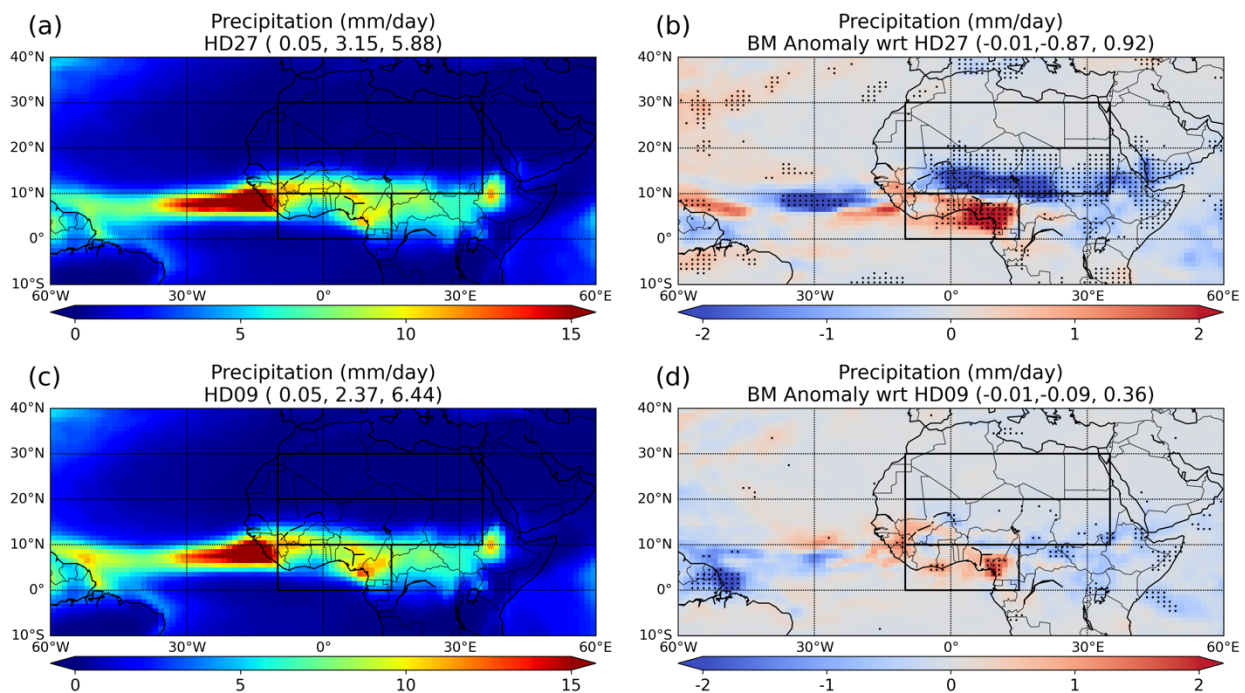 (a)
Precipitation (mm/day)
HD27 ( 0.05, 3.15, 5.88)
40°N
30°N
20°N
10°N
0°
10°S
60°W
30°W
0°
30°E
60°E
0
5
10
15
(b)
Precipitation (mm/day)
BM Anomaly wrt HD27 (-0.01,-0.87, 0.92)
40°N
30°N
20°N
10°N
0°
10°S
60°W
30°W
0°
30°E
60°E
-2
-1
0
1
2
(c)
Precipitation (mm/day)
HD09 ( 0.05, 2.37, 6.44)
40°N
30°N
20°N
10°N
0°
10°S
60°W
30°W
0°
30°E
60°E
0
5
10
15
(d)
Precipitation (mm/day)
BM Anomaly wrt HD09 (-0.01,-0.09, 0.36)
40°N
30°N
20°N
10°N
0°
10°S
60°W
30°W
0°
30°E
60°E
-2
-1
0
1
2